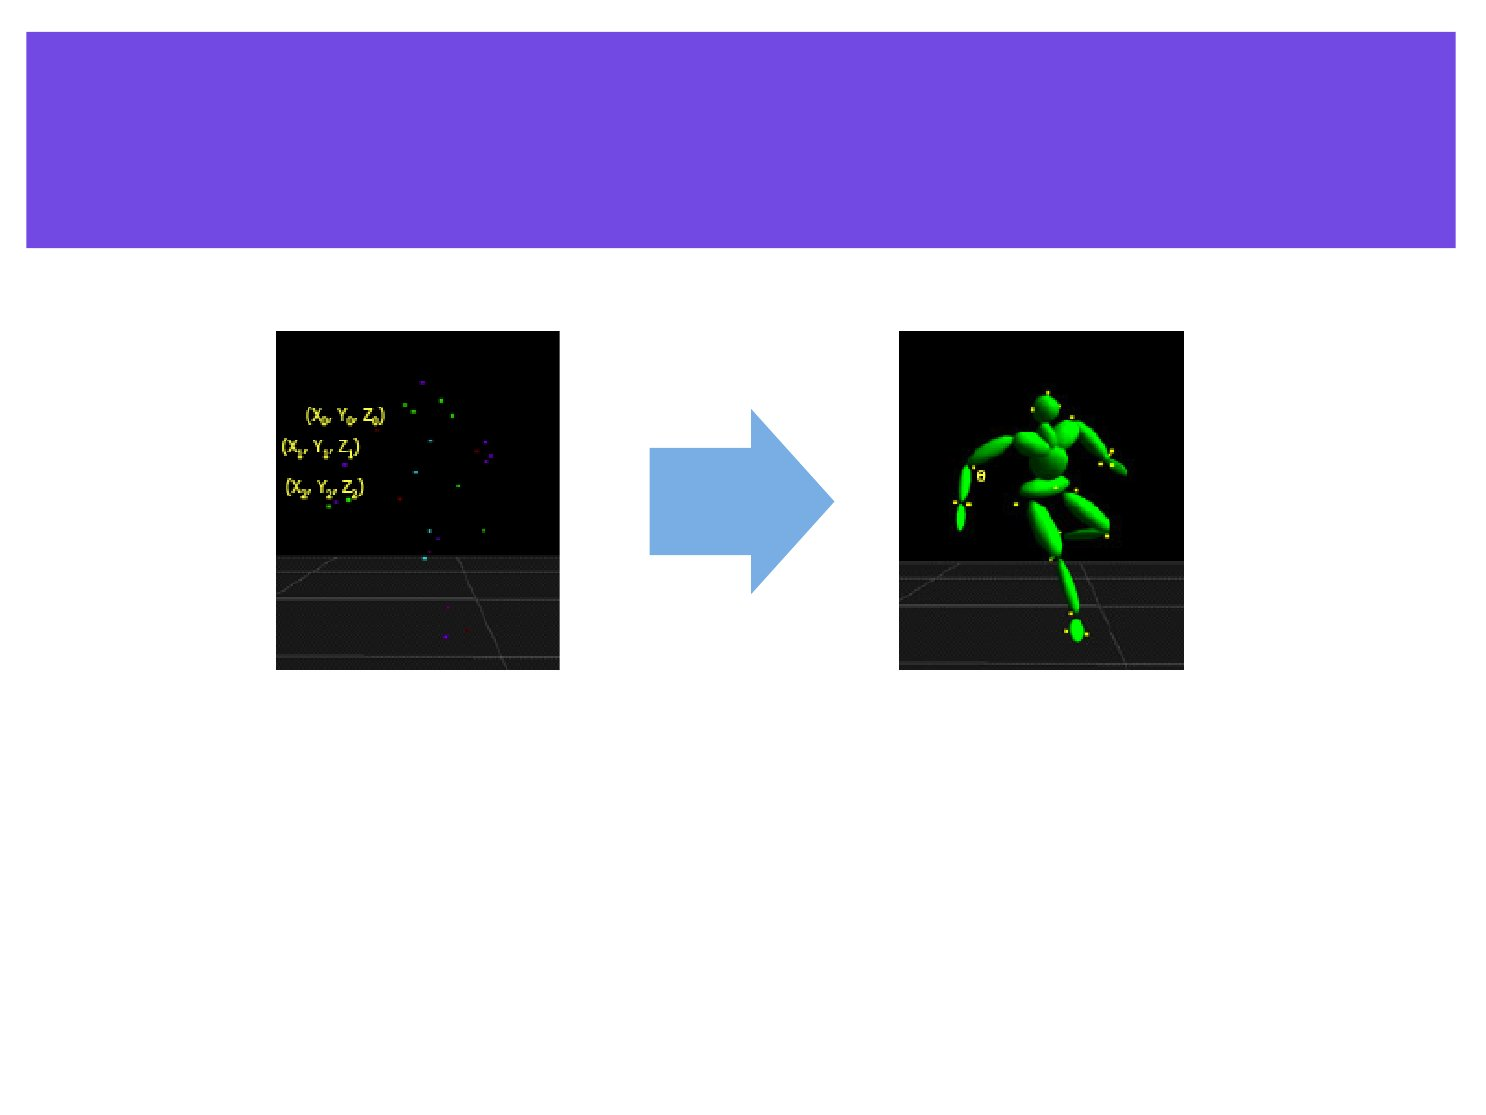 (X₀, Y₀, Z₀)
(X₁, Y₁, Z₁)
(X₂, Y₂, Z₂)
θ